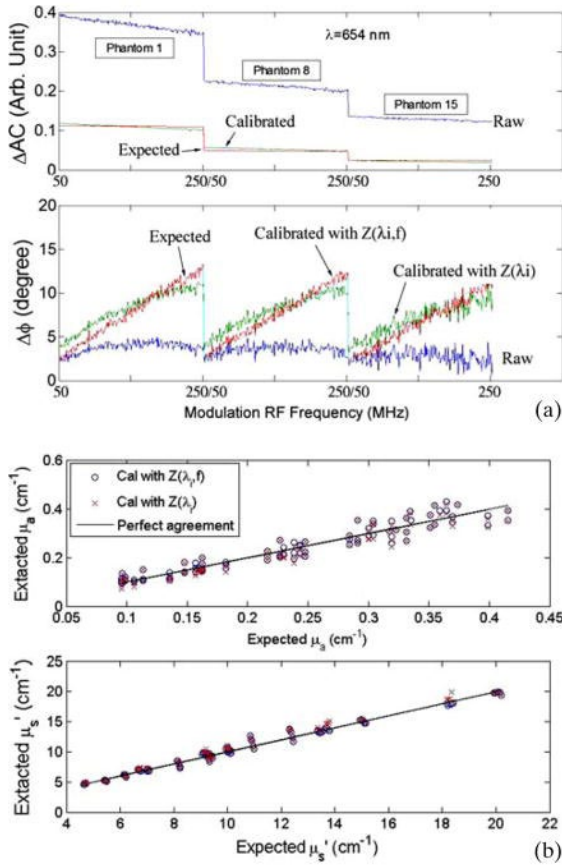 0.4
0.3
0.2
0.1
0
ΔAC (Arb. Unit)
λ=654 nm
Phantom 1
Phantom 8
Phantom 15
Raw
Calibrated
Expected
50 250/50 250/50 250
20
15
10
5
0
Δϕ (degree)
Expected
Calibrated with Z(λi,f)
Calibrated with Z(λi)
Raw
50 250/50 250/50 250
Modulation RF Frequency (MHz)
(a)
0.6
0.4
0.2
0
Extacted μa (cm-1)
Cal with Z(λi,f)
Cal with Z(λi)
Perfect agreement
0.05 0.1 0.15 0.2 0.25 0.3 0.35 0.4 0.45
Expected μa (cm-1)
25
20
15
10
5
0
Extacted μs' (cm-1)
4 6 8 10 12 14 16 18 20 22
Expected μs' (cm-1)
(b)